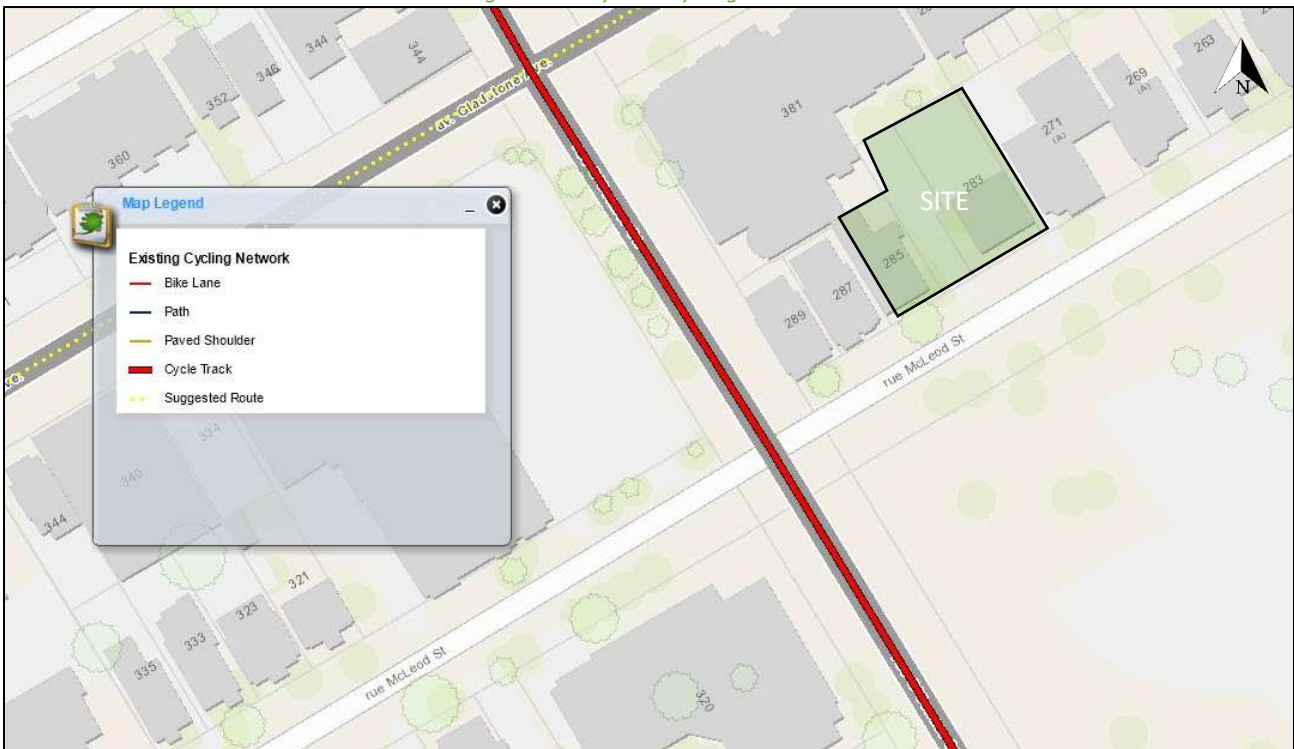 344
344
346
352
360
av. Gladstone Ave.
381
263
269
(A)
271
(A)
N
283
SITE
285
287
289
rue McLeod St
Map Legend
Existing Cycling Network
Bike Lane
Path
Paved Shoulder
Cycle Track
Suggested Route
ve.
334
340
344
321
323
333
335
rue McLeod St
320